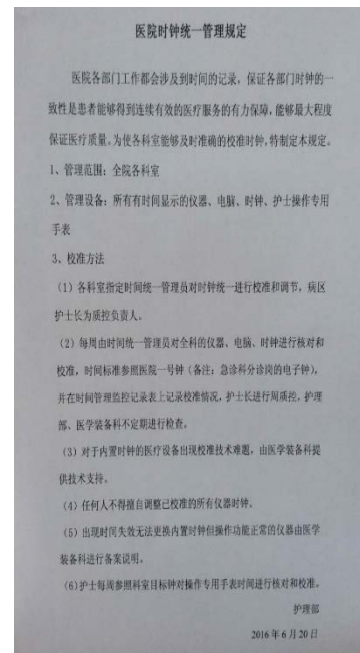 医院时钟统一管理规定
医院各部门工作都会涉及到时间的记录，保证各部门时钟的一
致性是患者能够得到连续有效的医疗服务的有力保障，能够最大程度
保证医疗质量。为使各科室能够及时准确的校准时钟，特制定本规定。
1、管理范围：全院各科室
2、管理设备：所有有时间显示的仪器、电脑、时钟、护士操作专用
手表
3、校准方法
（1）各科室指定时间统一管理员对时钟统一进行校准和调节，病区
护士长为质控负责人。
（2）每周由时间统一管理员对全科的仪器、电脑、时钟进行核对和
校准，时间标准参照医院一号钟（备注：急诊科分诊岗的电子钟），
并在时间管理监控记录表上记录校准情况，护士长进行周质控，护理
部、医学装备科不定期进行检查。
（3）对于内置时钟的医疗设备出现校准技术难题，由医学装备科提
供技术支持。
（4）任何人不得擅自调整已校准的所有仪器时钟。
（5）出现时间失效无法更换内置时钟但操作功能正常的仪器由医学
装备科进行备案说明。
（6）护士每周参照科室目标钟对操作专用手表时间进行核对和校准。
护理部
2016年6月20日